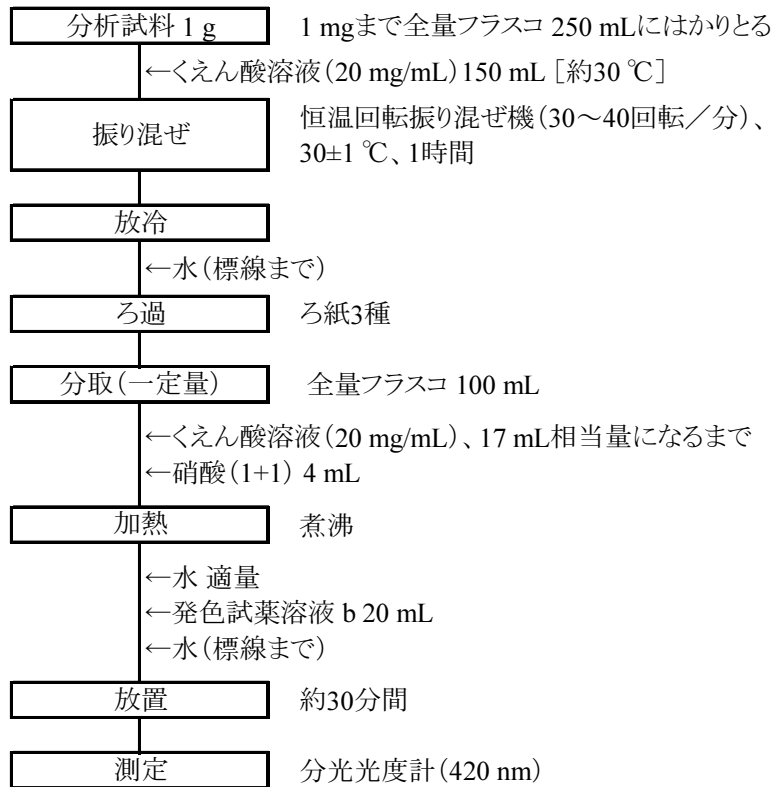 分析試料 1 g
1 mgまで全量フラスコ 250 mLにはかりとる
←くえん酸溶液(20 mg/mL)150 mL [約30 ℃]
振り混ぜ
恒温回転振り混ぜ機(30～40回転／分)、
30±1 ℃、1時間
放冷
←水(標線まで)
ろ過
ろ紙3種
分取(一定量)
全量フラスコ 100 mL
←くえん酸溶液(20 mg/mL)、17 mL相当量になるまで
←硝酸(1+1) 4 mL
加熱
煮沸
←水 適量
←発色試薬溶液 b 20 mL
←水(標線まで)
放置
約30分間
測定
分光光度計(420 nm)